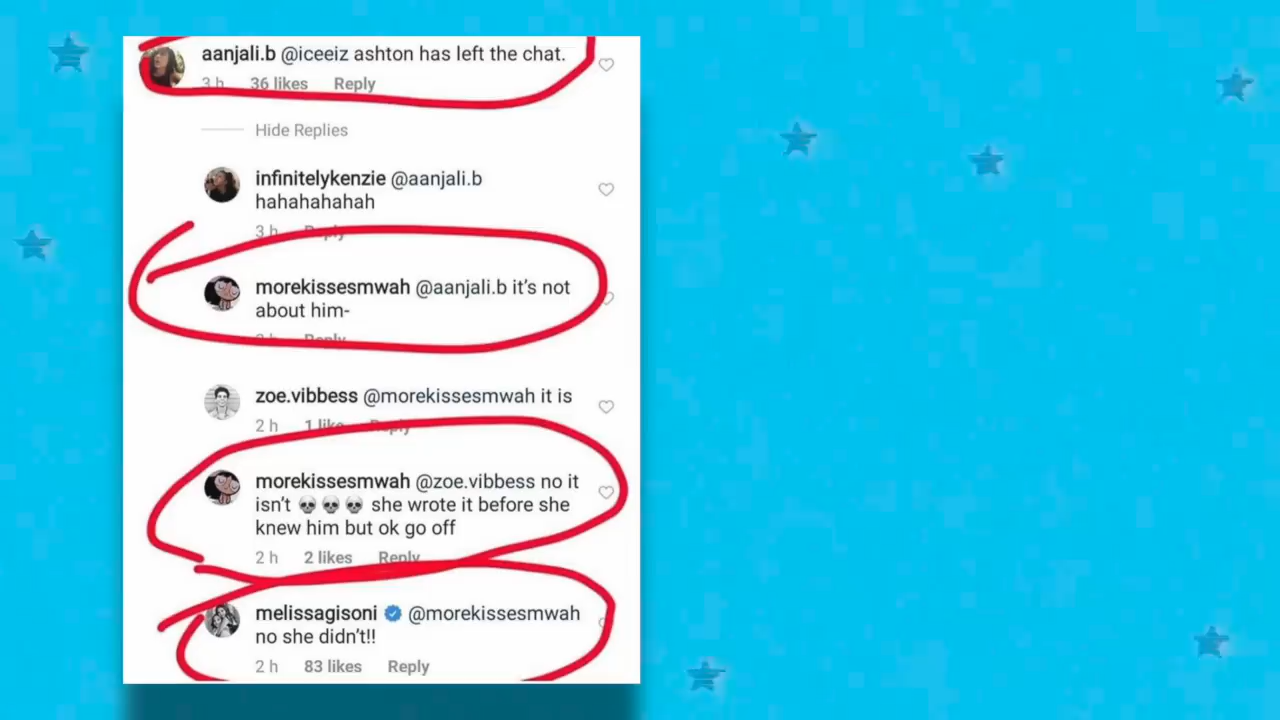 aanjali.b @iceeiz ashton has left the chat.
3 h 36 likes Reply
Hide Replies
infinitelykenzie @aanjali.b
hahahahahah
3 h Reply
morekissesmwah @aanjali.b it's not
about him-
2 h Reply
zoe.vibbess @morekissesmwah it is
2 h 1 like Reply
morekissesmwah @zoe.vibbess no it
isn't 💀💀💀 she wrote it before she
knew him but ok go off
2 h 2 likes Reply
melissagisoni @morekissesmwah
no she didn't!!
2 h 83 likes Reply